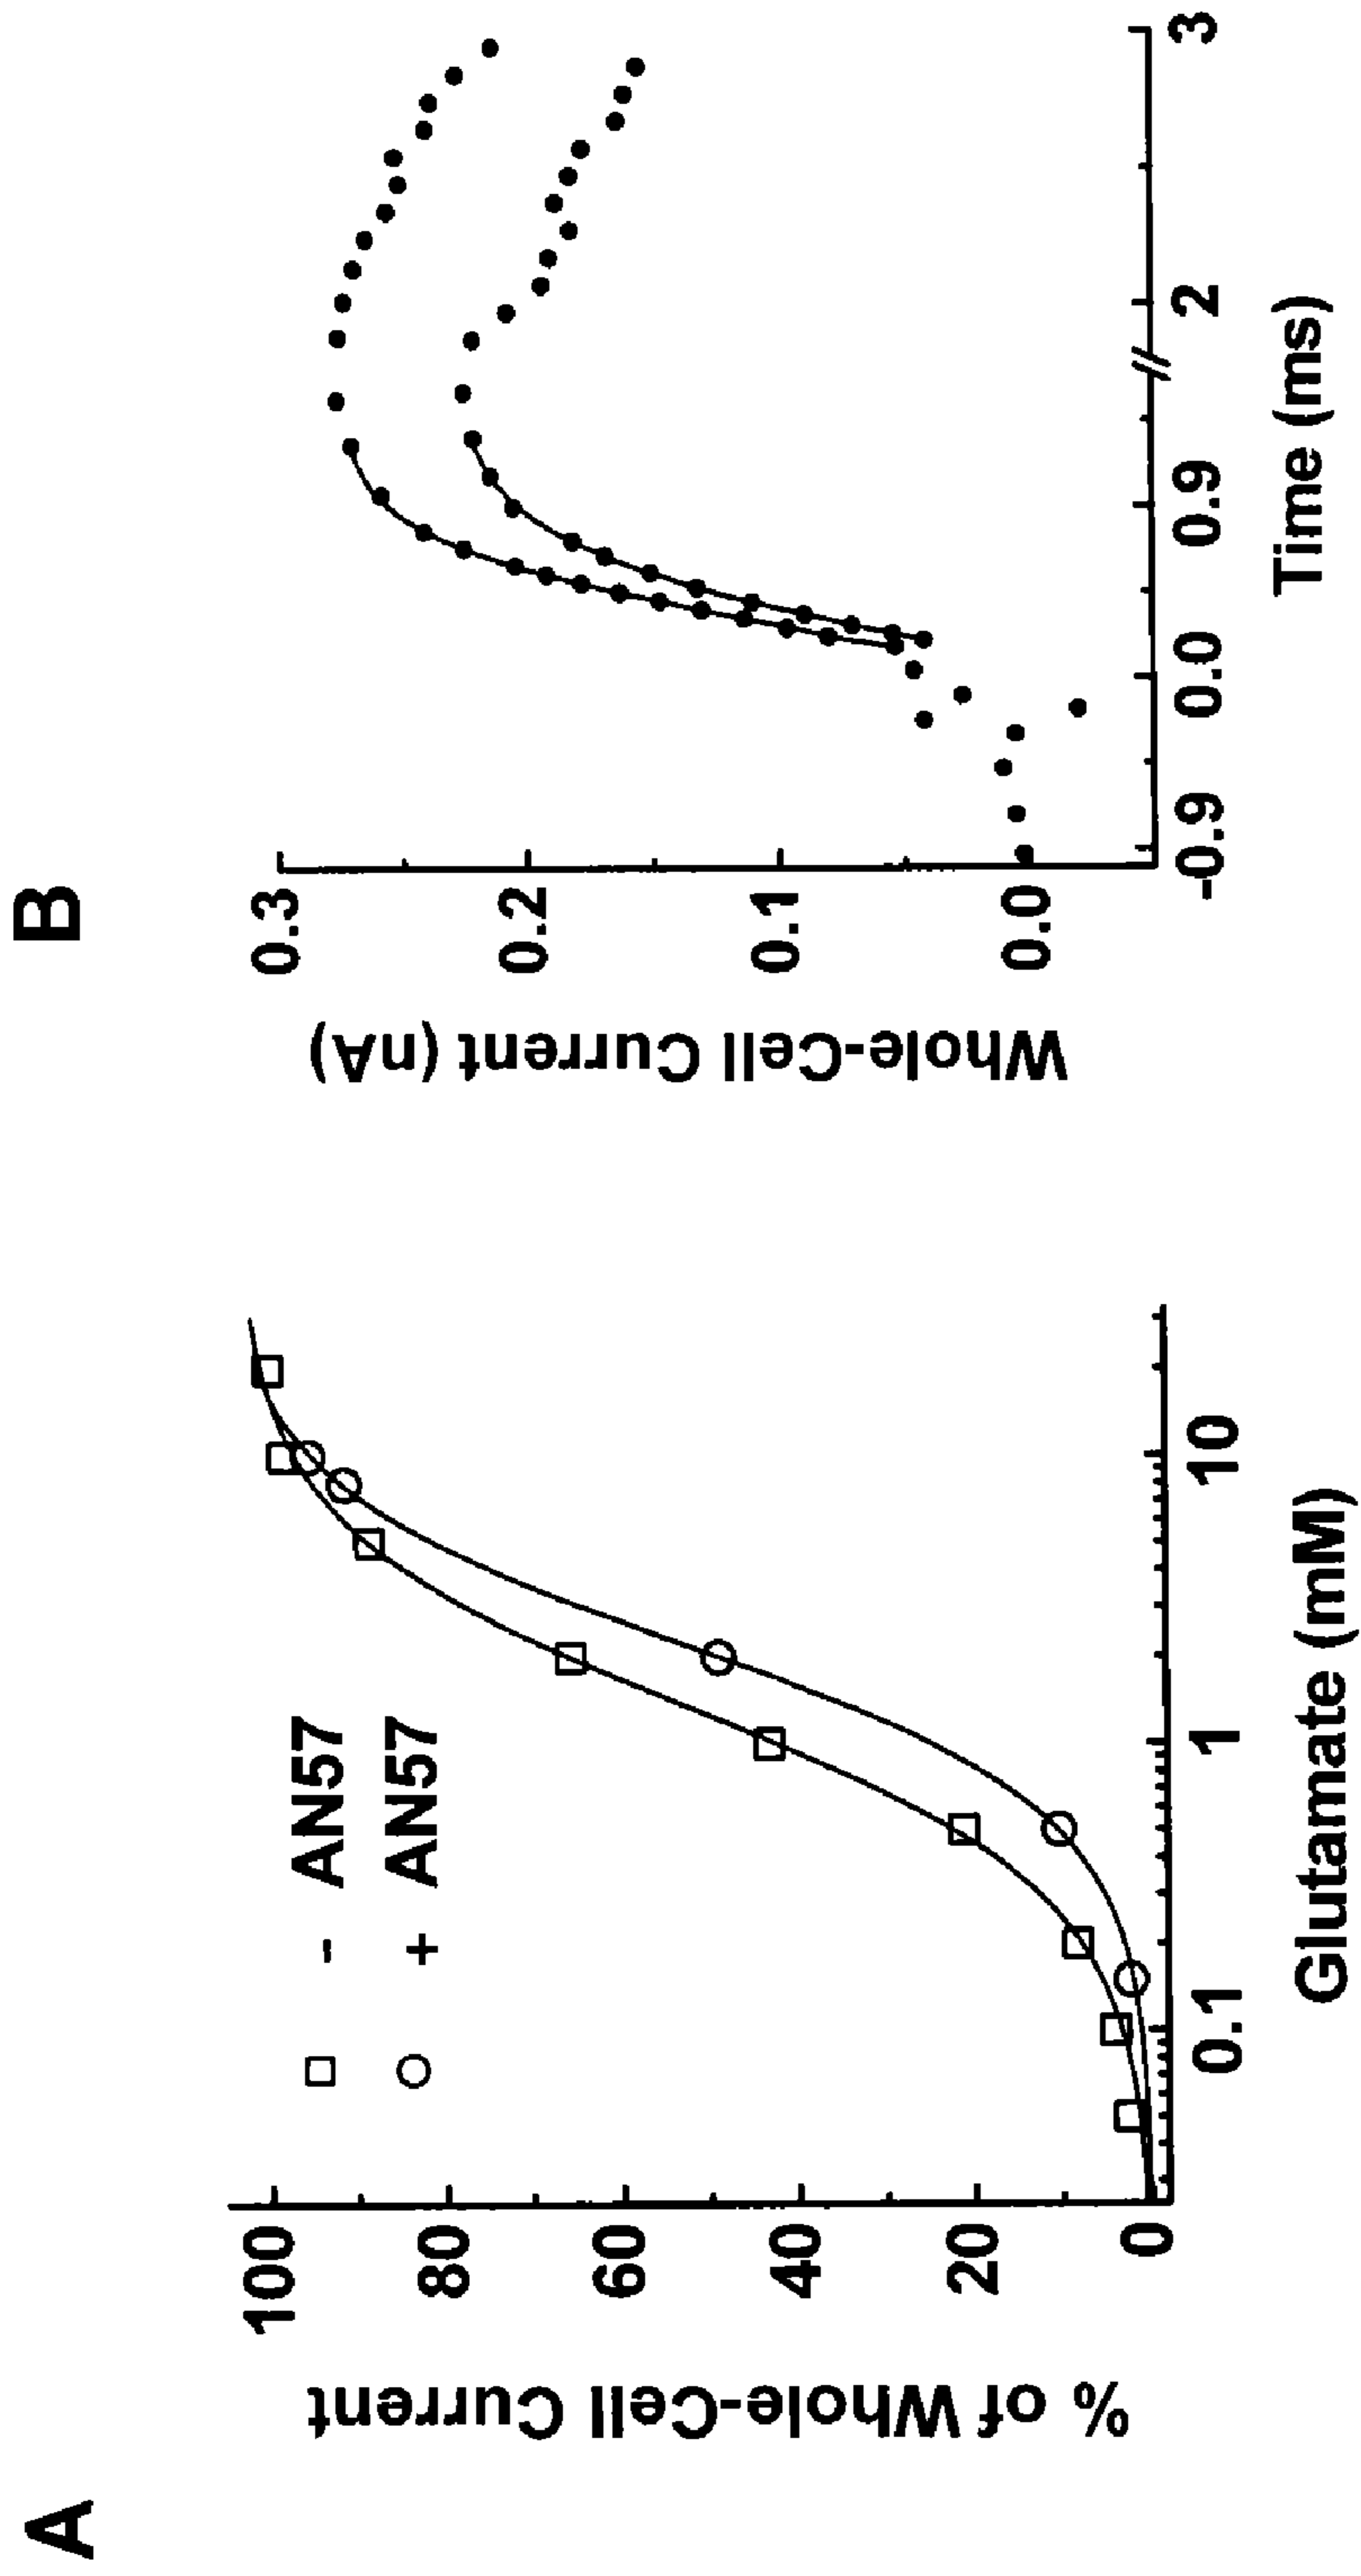 A
% of Whole-Cell Current
100
80
60
40
20
0
- AN57
+ AN57
0.1
1
10
Glutamate (mM)
B
Whole-Cell Current (nA)
0.3
0.2
0.1
0.0
-0.9
0.0
0.9
2
3
Time (ms)